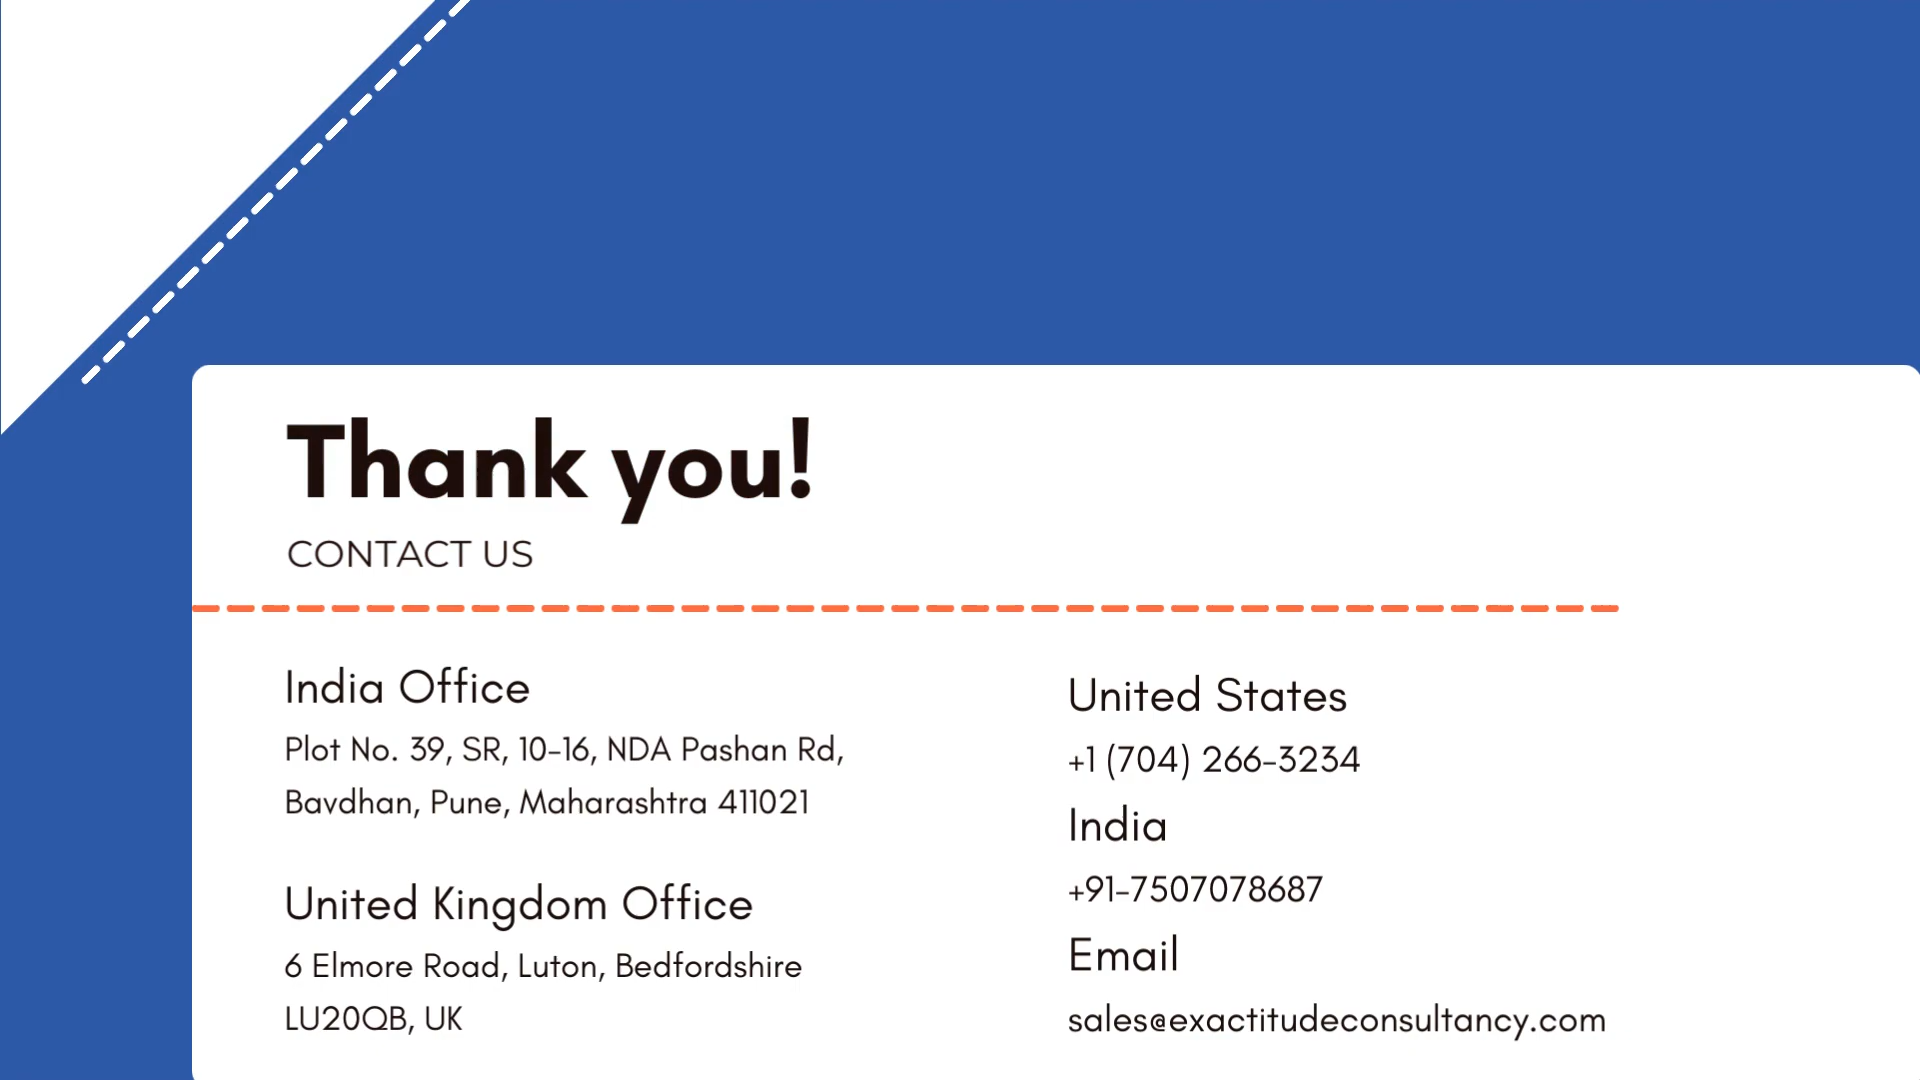 Thank you!
CONTACT US
India Office
Plot No. 39, SR, 10-16, NDA Pashan Rd,
Bavdhan, Pune, Maharashtra 411021
United Kingdom Office
6 Elmore Road, Luton, Bedfordshire
LU20QB, UK
United States
+1 (704) 266-3234
India
+91-7507078687
Email
sales@exactitudeconsultancy.com